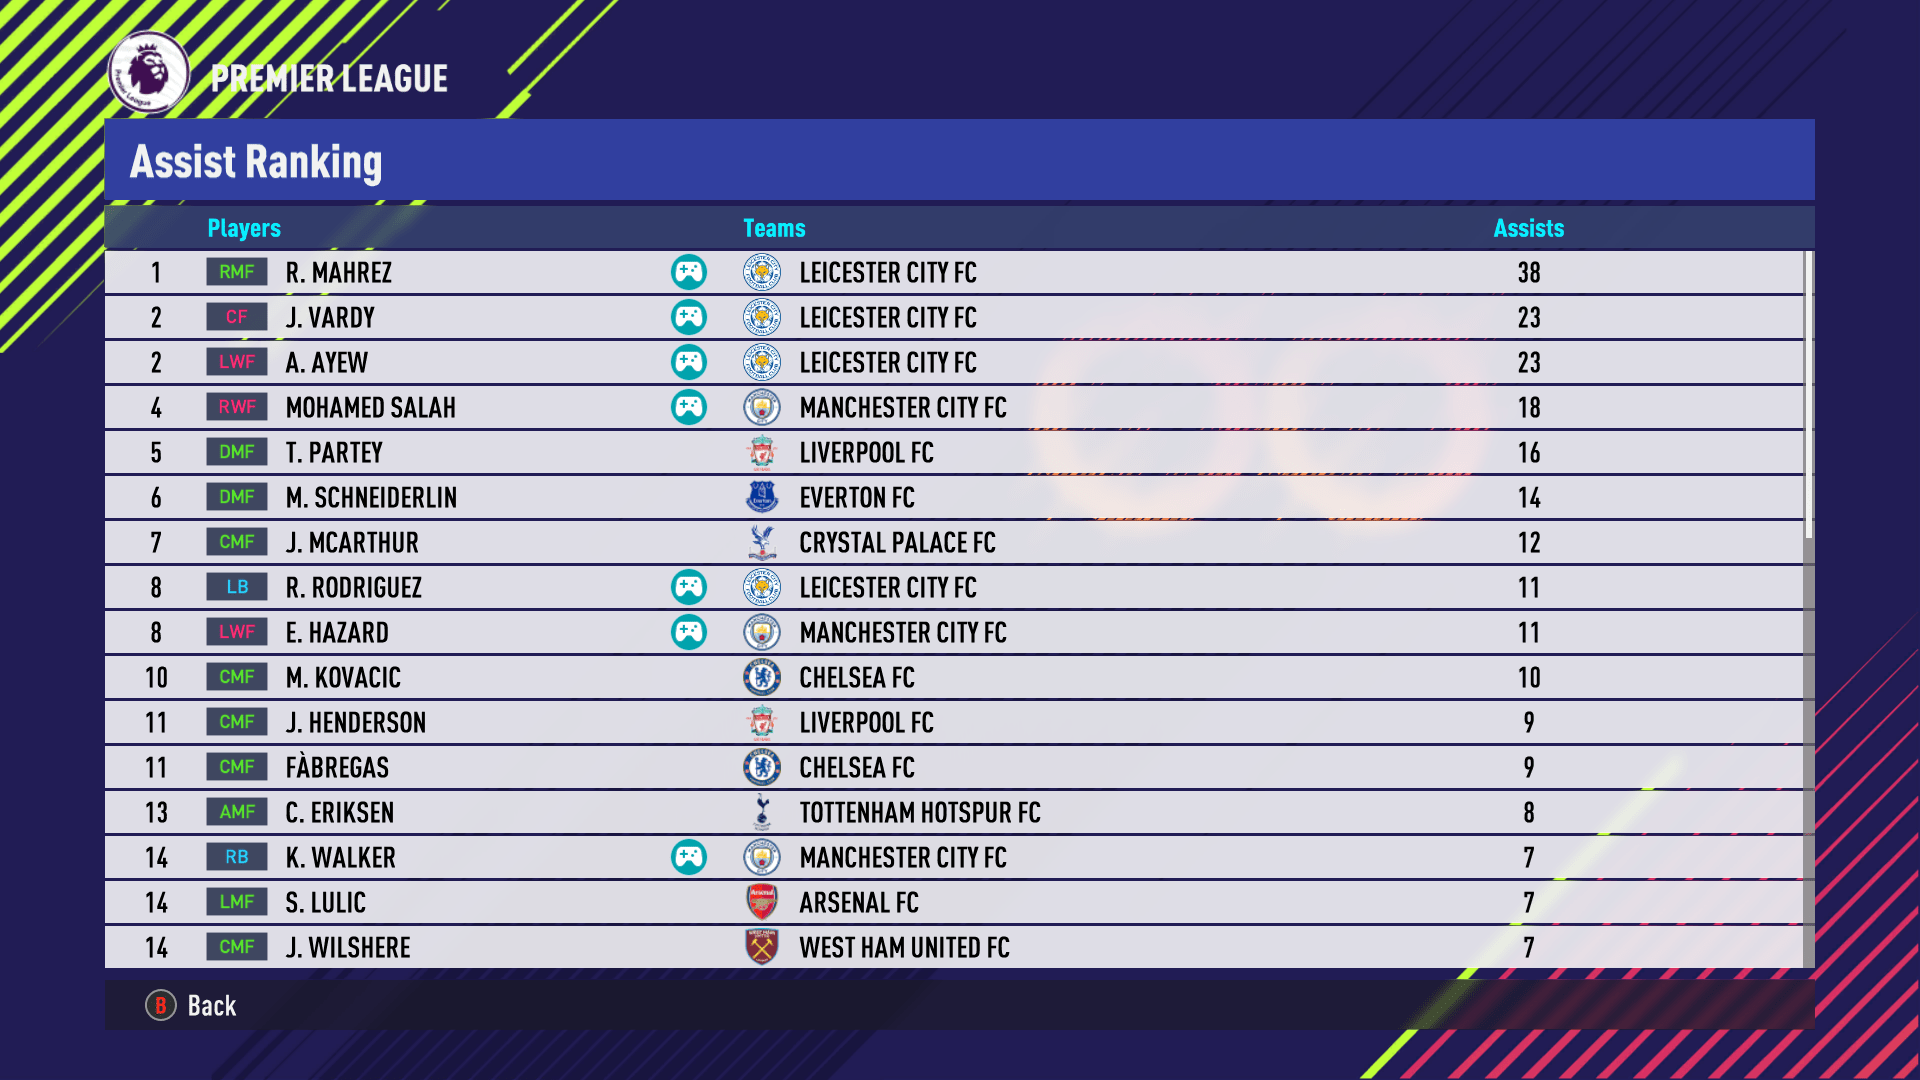 PREMIER LEAGUE
Assist Ranking
Players Teams Assists
1 RMF R. MAHREZ LEICESTER CITY FC 38
2 CF J. VARDY LEICESTER CITY FC 23
2 LWF A. AYEW LEICESTER CITY FC 23
4 RWF MOHAMED SALAH MANCHESTER CITY FC 18
5 DMF T. PARTEY LIVERPOOL FC 16
6 DMF M. SCHNEIDERLIN EVERTON FC 14
7 CMF J. MCARTHUR CRYSTAL PALACE FC 12
8 LB R. RODRIGUEZ LEICESTER CITY FC 11
8 LWF E. HAZARD MANCHESTER CITY FC 11
10 CMF M. KOVACIC CHELSEA FC 10
11 CMF J. HENDERSON LIVERPOOL FC 9
11 CMF FÀBREGAS CHELSEA FC 9
13 AMF C. ERIKSEN TOTTENHAM HOTSPUR FC 8
14 RB K. WALKER MANCHESTER CITY FC 7
14 LMF S. LULIC ARSENAL FC 7
14 CMF J. WILSHERE WEST HAM UNITED FC 7
B Back